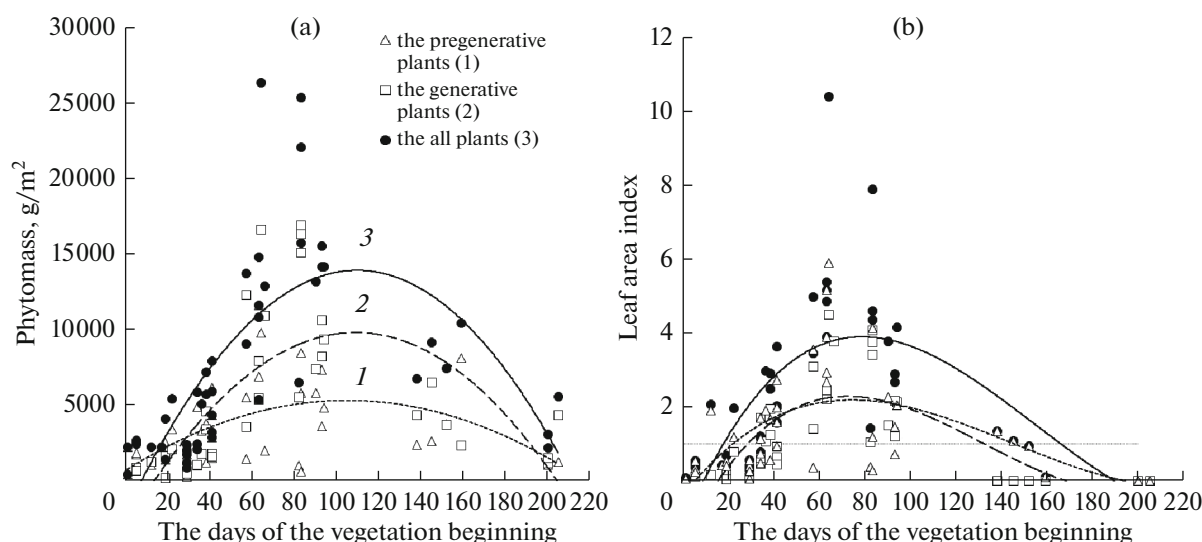 (a)
30000
25000
20000
15000
10000
5000
0
20 40 60 80 100 120 140 160 180 200 220
Phytomass, g/m²
The days of the vegetation beginning
the pregenerative
plants (1)
the generative
plants (2)
the all plants (3)
3
2
1
(b)
12
10
8
6
4
2
0
20 40 60 80 100 120 140 160 180 200 220
Leaf area index
The days of the vegetation beginning